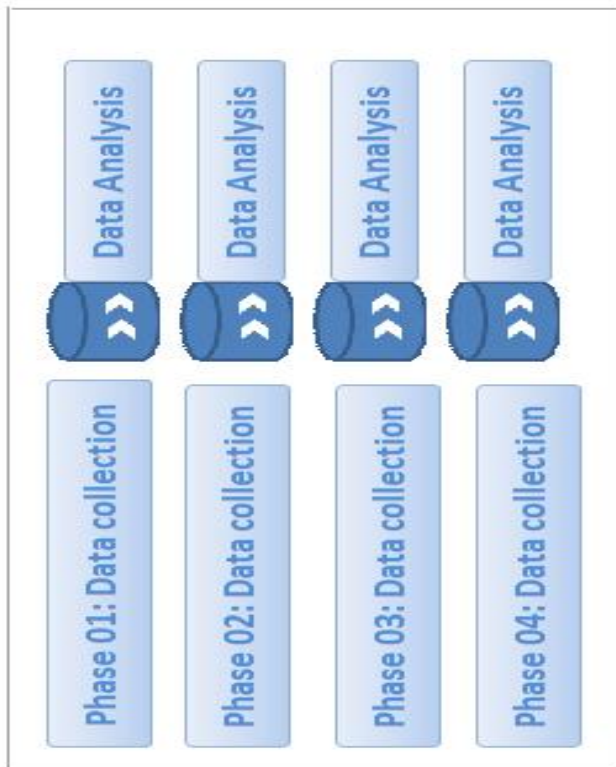 Phase 01: Data collection
Data Analysis
Phase 02: Data collection
Data Analysis
Phase 03: Data collection
Data Analysis
Phase 04: Data collection
Data Analysis